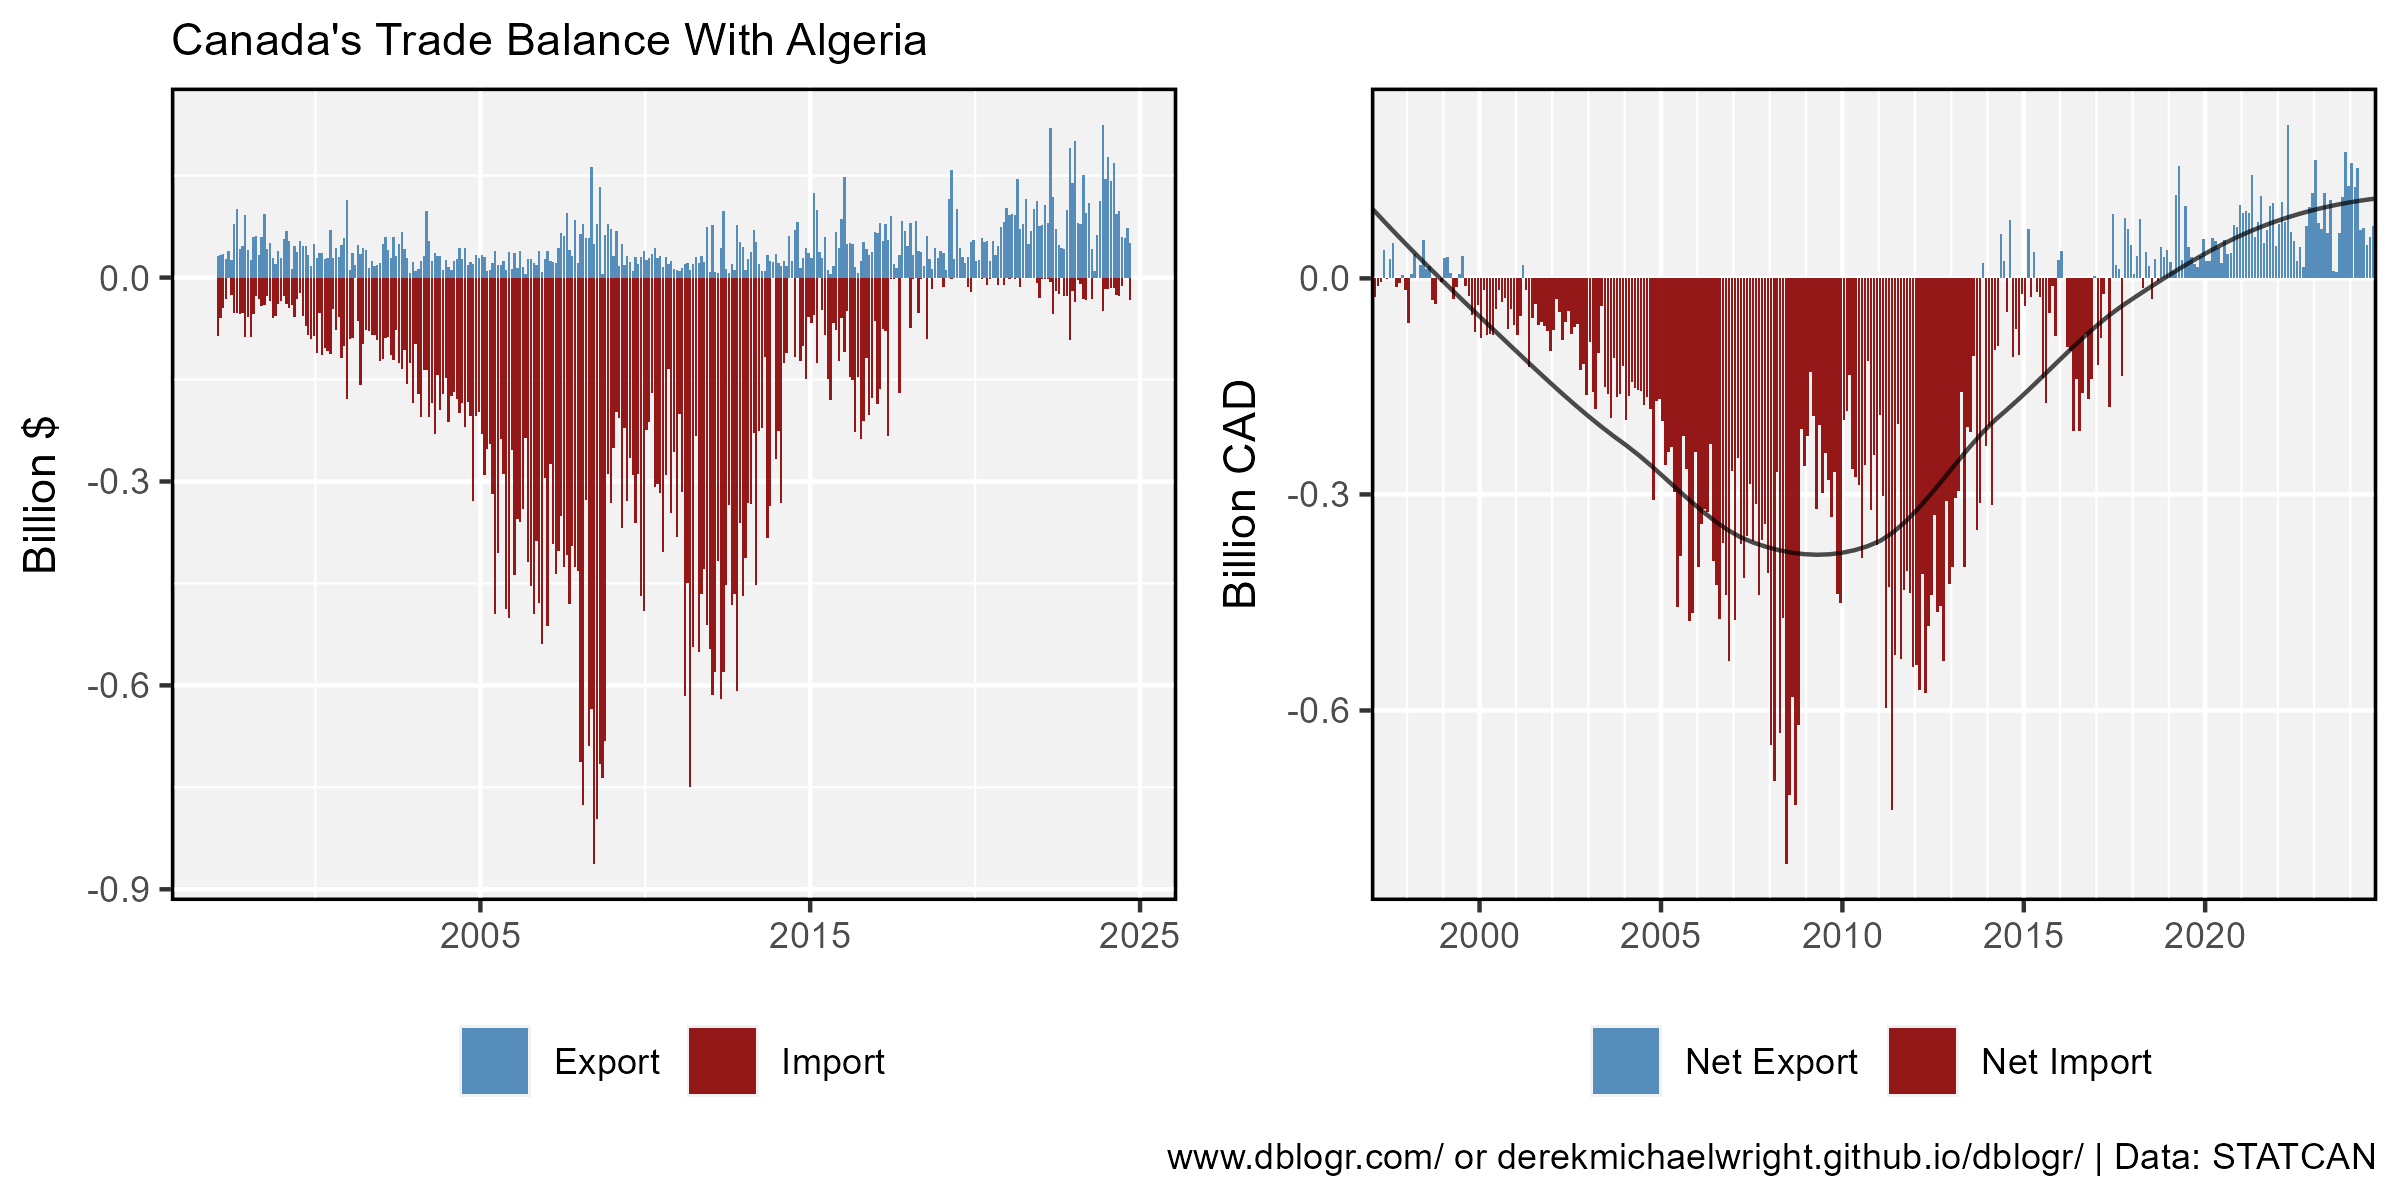 Canada's Trade Balance With Algeria
Billion $
0.0
-0.3
-0.6
-0.9
2005 2015 2025
Export Import
Billion CAD
0.0
-0.3
-0.6
2000 2005 2010 2015 2020
Net Export Net Import
www.dblogr.com/ or derekmichaelwright.github.io/dblogr/ | Data: STATCAN